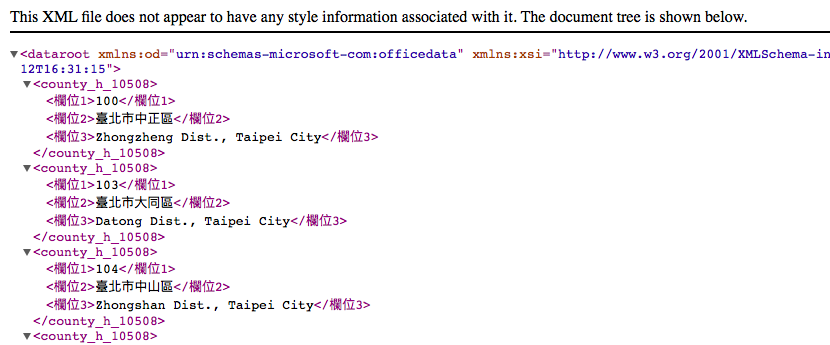 This XML file does not appear to have any style information associated with it. The document tree is shown below.
▼<dataroot xmlns:od="urn:schemas-microsoft-com:officedata" xmlns:xsi="http://www.w3.org/2001/XMLSchema-in
12T16:31:15">
▼<county_h_10508>
<欄位1>100</欄位1>
<欄位2>臺北市中正區</欄位2>
<欄位3>Zhongzheng Dist., Taipei City</欄位3>
</county_h_10508>
▼<county_h_10508>
<欄位1>103</欄位1>
<欄位2>臺北市大同區</欄位2>
<欄位3>Datong Dist., Taipei City</欄位3>
</county_h_10508>
▼<county_h_10508>
<欄位1>104</欄位1>
<欄位2>臺北市中山區</欄位2>
<欄位3>Zhongshan Dist., Taipei City</欄位3>
</county_h_10508>
▼<county_h_10508>